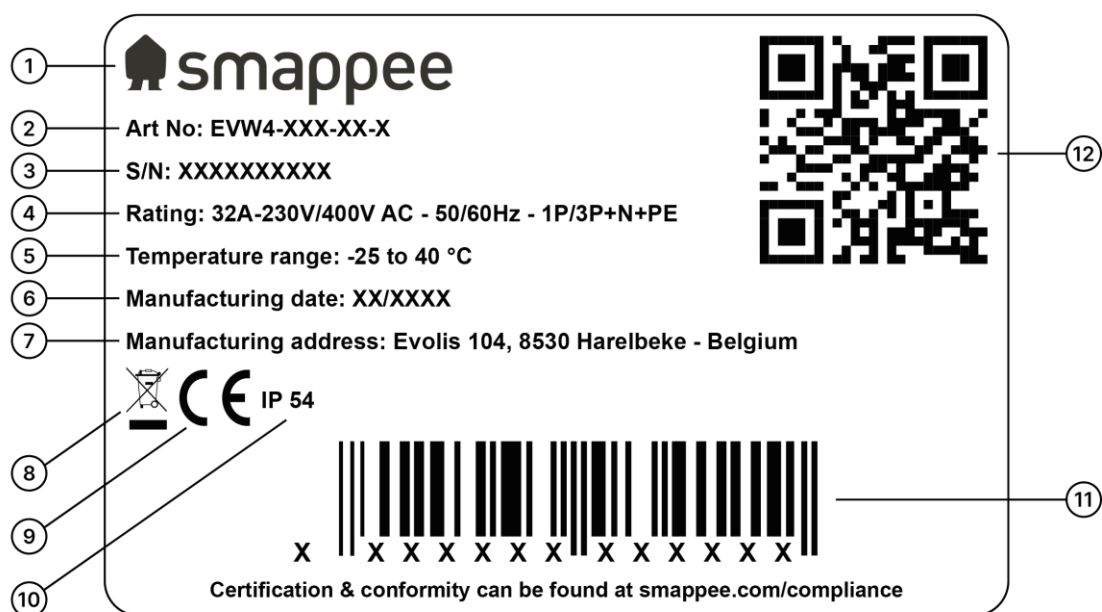 1
smappee
2
Art No: EVW4-XXX-XX-X
3
S/N: XXXXXXXXXX
12
4
Rating: 32A-230V/400V AC - 50/60Hz - 1P/3P+N+PE
5
Temperature range: -25 to 40 °C
6
Manufacturing date: XX/XXXX
7
Manufacturing address: Evolis 104, 8530 Harelbeke - Belgium
CE IP 54
8
11
9
X XXXXXX XXXXXX
10
Certification & conformity can be found at smappee.com/compliance